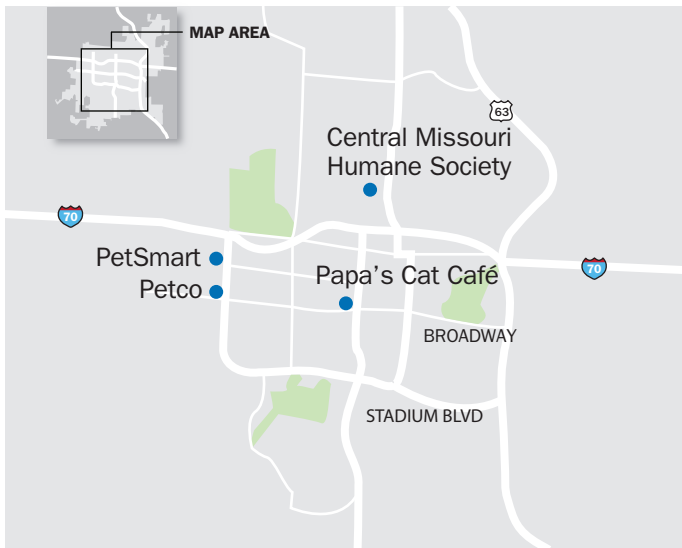 MAP AREA
63
Central Missouri
Humane Society
70
PetSmart
Petco
Papa's Cat Café
70
BROADWAY
STADIUM BLVD